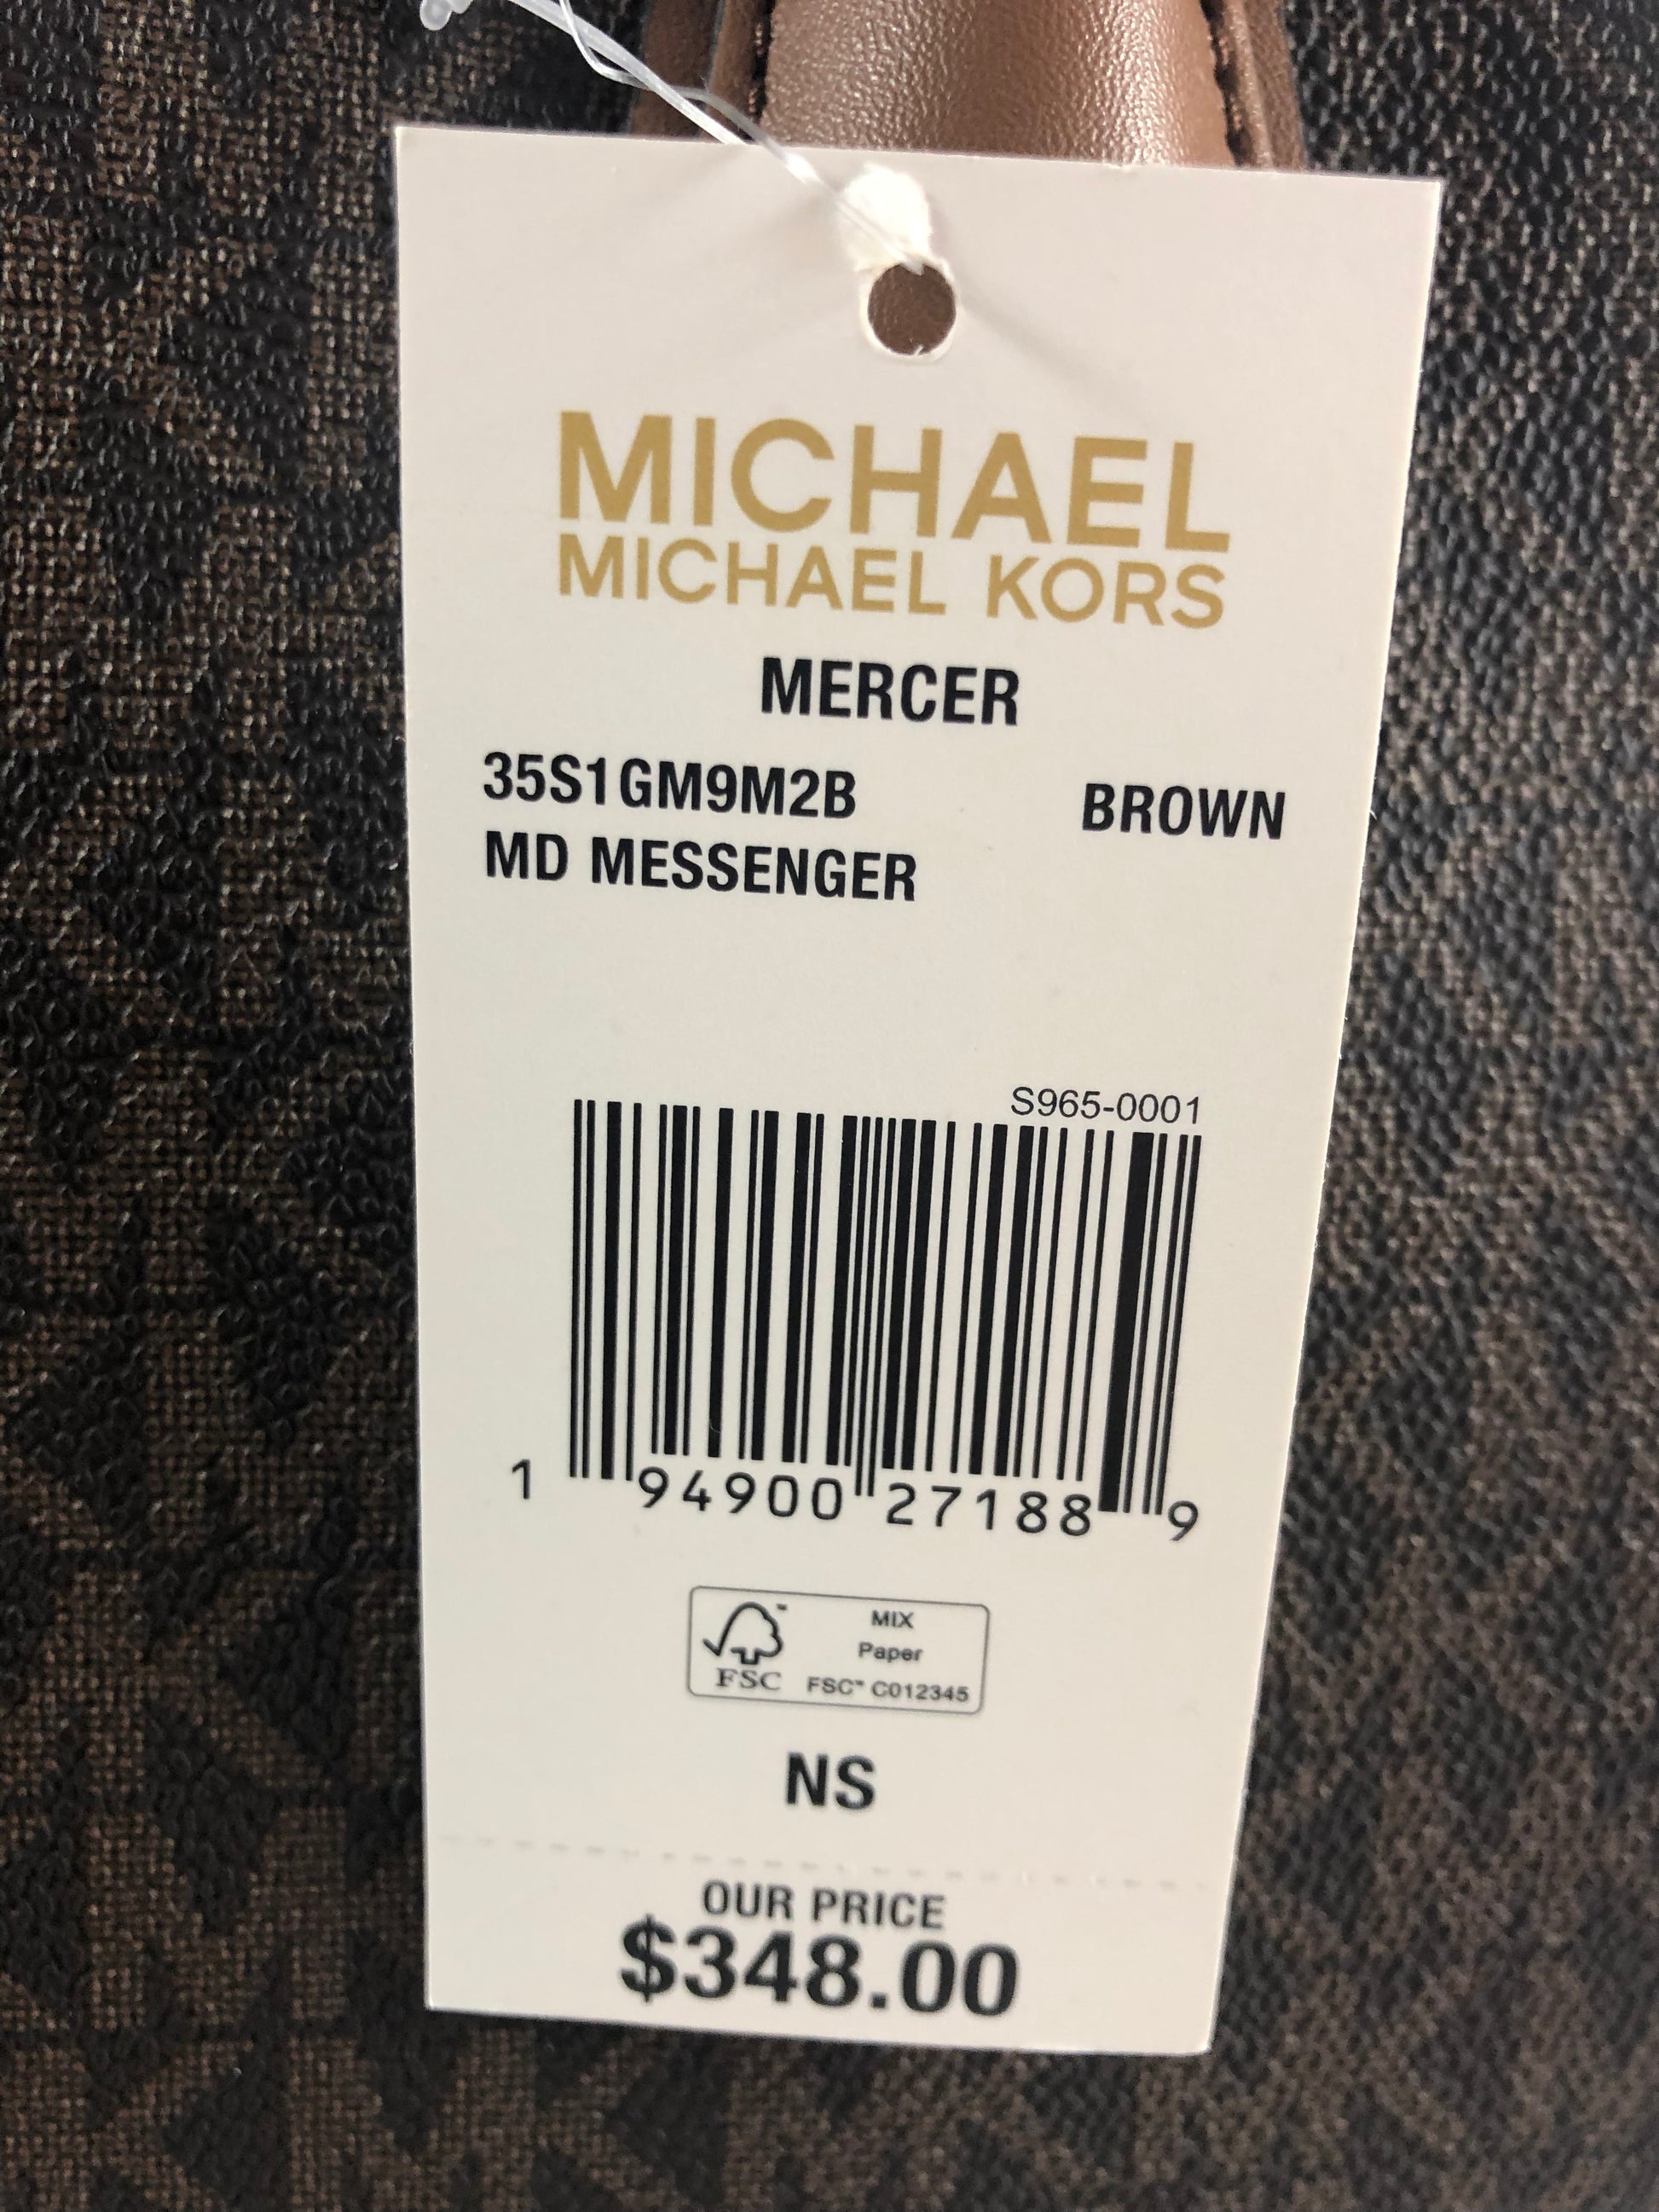 MICHAEL
MICHAEL KORS
MERCER
35S1GM9M2B BROWN
MD MESSENGER
S965-0001
1 94900 27188 9
FSC™
MIX
Paper
FSC™ C012345
NS
OUR PRICE
$348.00